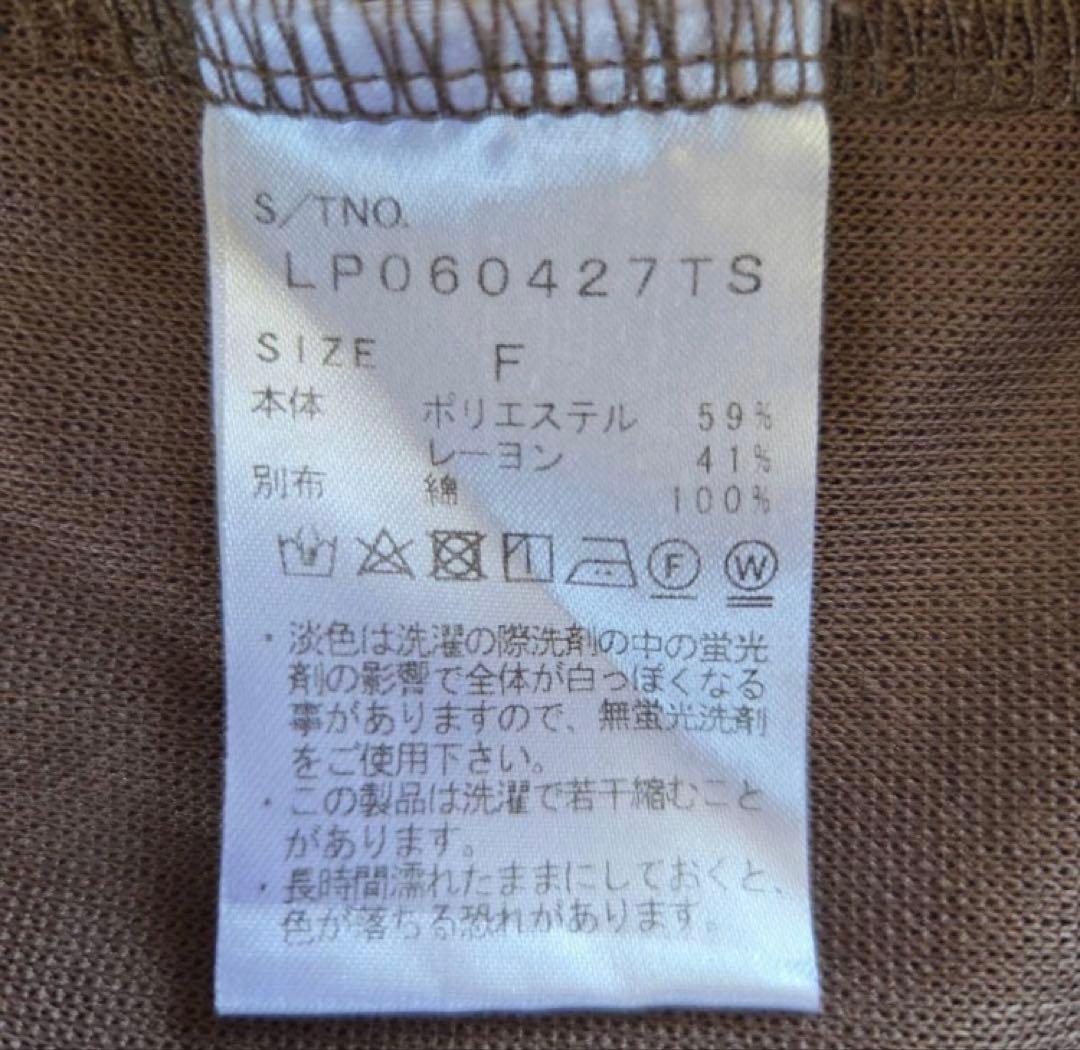 S/TNO.
LP060427TS
SIZE F
本体 ポリエステル 59%
レーヨン 41%
別布 綿 100%
F W
・淡色は洗濯の際洗剤の中の蛍光
剤の影響で全体が白っぽくなる
事がありますので、無蛍光洗剤
をご使用下さい。
・この製品は洗濯で若干縮むこと
があります。
・長時間濡れたままにしておくと、
色が落ちる恐れがあります。